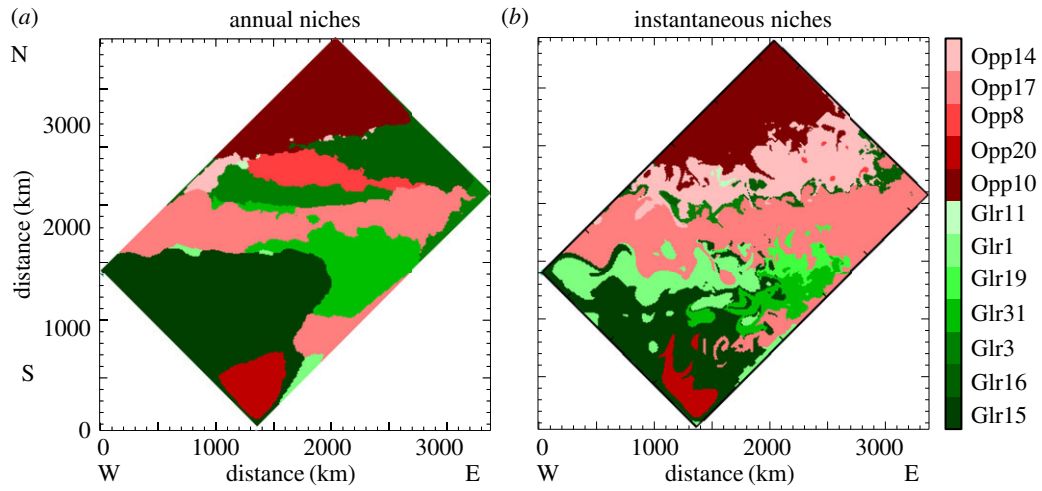 (a) annual niches
N
3000
2000
distance (km)
1000
S
0
0 1000 2000 3000
W distance (km) E
(b) instantaneous niches
0 1000 2000 3000
W distance (km) E
Opp14
Opp17
Opp8
Opp20
Opp10
Glr11
Glr1
Glr19
Glr31
Glr3
Glr16
Glr15